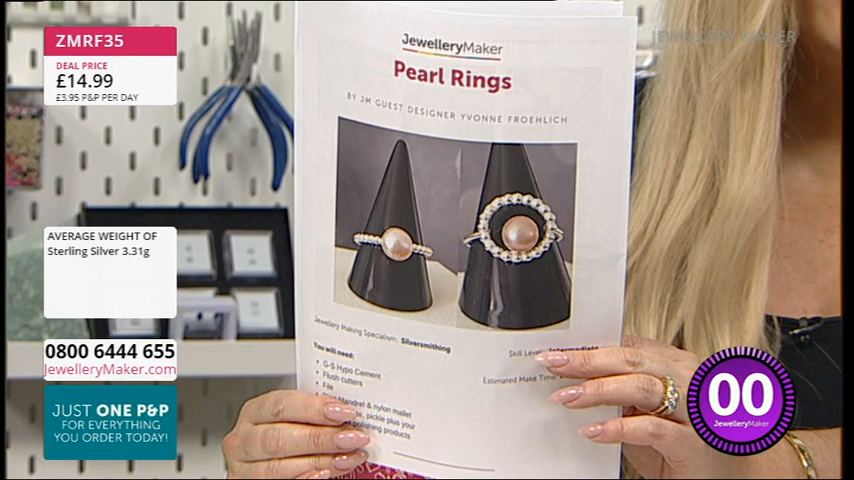 ZMRF35
DEAL PRICE
£14.99
£3.95 P&P PER DAY
AVERAGE WEIGHT OF
Sterling Silver 3.31g
0800 6444 655
JewelleryMaker.com
JUST ONE P&P
FOR EVERYTHING
YOU ORDER TODAY!
JewelleryMaker
Pearl Rings
BY JM GUEST DESIGNER YVONNE FROEHLICH
Jewellery Making Specialism: Silversmithing
Skill Level: Intermediate
Estimated Make Time:
You will need:
• G-S Hypo Cement
• Flush cutters
• File
Mandrel & nylon mallet
pickle plus your
polishing products
JEWELLERY MAKER
00
JewelleryMaker